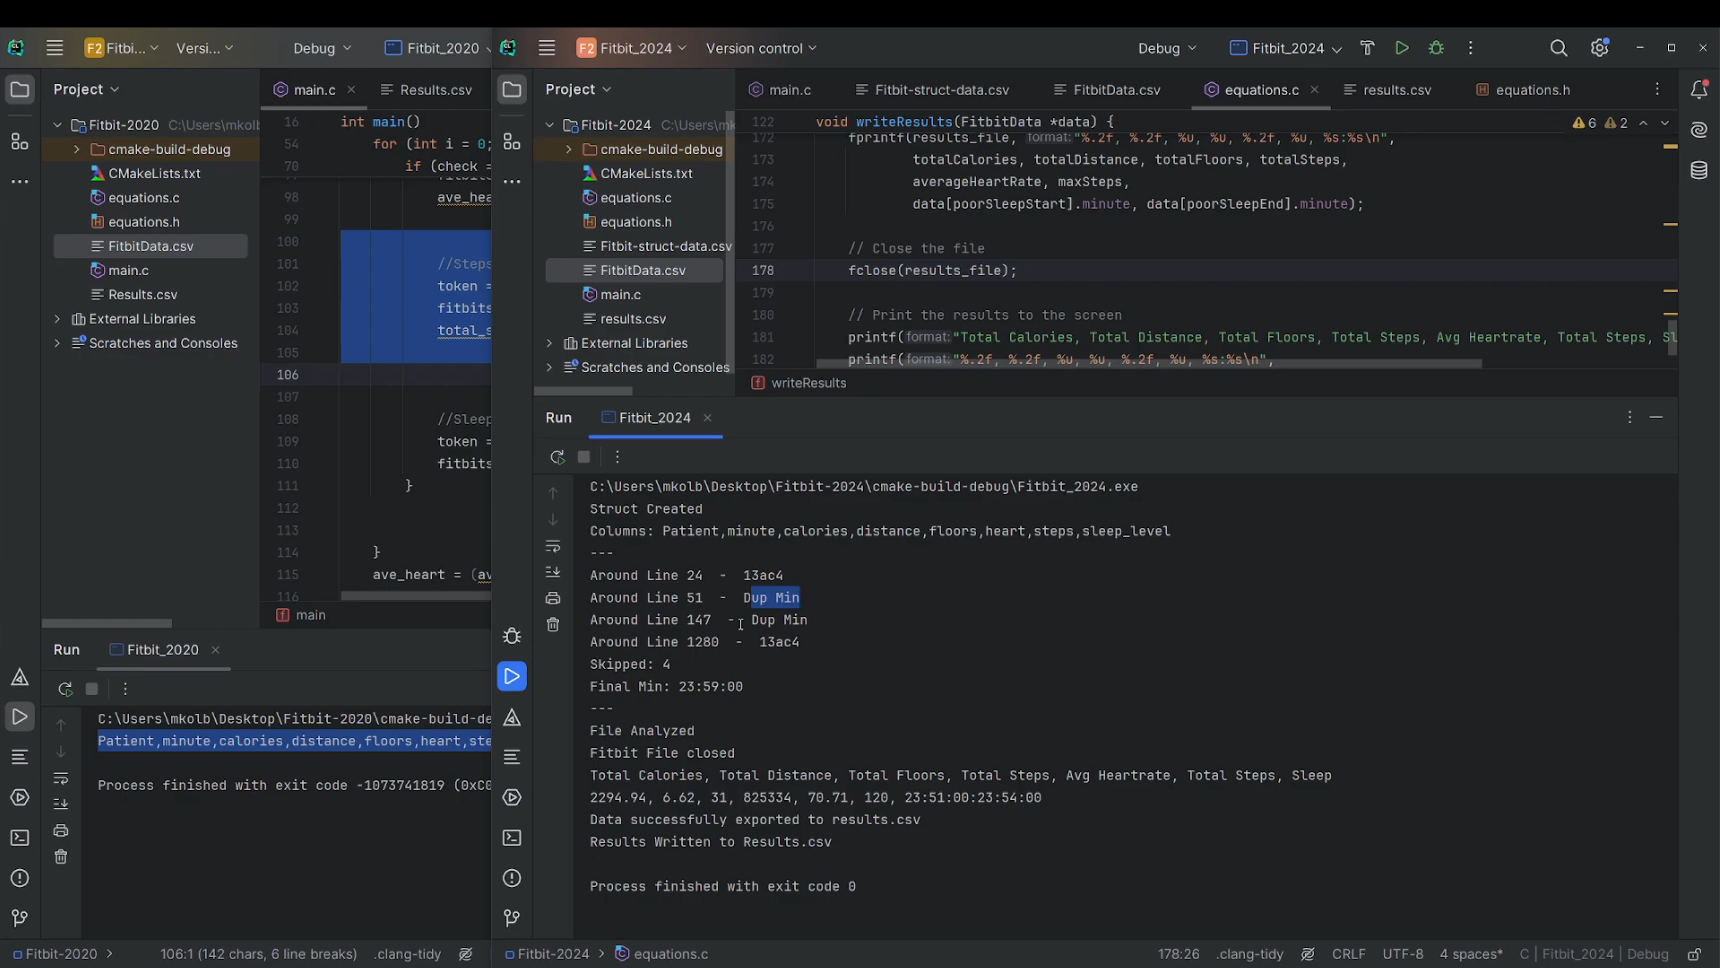 F2 Fitbi...
Versi...
Debug
Fitbit_2020
Project
main.c
Results.csv
Fitbit-2020 C:\Users\mkolb
cmake-build-debug
CMakeLists.txt
equations.c
equations.h
FitbitData.csv
main.c
Results.csv
External Libraries
Scratches and Consoles
16 int main()
54 for (int i = 0;
70 if (check =
98 ave_hea
99
100
101 //Steps
102 token =
103 fitbits
104 total_s
105
106
107
108 //Sleep
109 token =
110 fitbits
111 }
112
113
114 }
115 ave_heart = (av
116
main
Run Fitbit_2020
C:\Users\mkolb\Desktop\Fitbit-2020\cmake-build-de
Patient,minute,calories,distance,floors,heart,ste
Process finished with exit code -1073741819 (0xC0
Fitbit-2020
106:1 (142 chars, 6 line breaks)
.clang-tidy
F2 Fitbit_2024
Version control
Debug
Fitbit_2024
Project
main.c
Fitbit-struct-data.csv
FitbitData.csv
equations.c
results.csv
equations.h
Fitbit-2024 C:\Users\m
cmake-build-debug
CMakeLists.txt
equations.c
equations.h
Fitbit-struct-data.csv
FitbitData.csv
main.c
results.csv
External Libraries
Scratches and Consoles
6 2
122 void writeResults(FitbitData *data) {
172 fprintf(results_file, format: "%.2f, %.2f, %u, %u, %.2f, %u, %s:%s\n",
173 totalCalories, totalDistance, totalFloors, totalSteps,
174 averageHeartRate, maxSteps,
175 data[poorSleepStart].minute, data[poorSleepEnd].minute);
176
177 // Close the file
178 fclose(results_file);
179
180 // Print the results to the screen
181 printf(format: "Total Calories, Total Distance, Total Floors, Total Steps, Avg Heartrate, Total Steps, Sl
182 printf(format: "%.2f, %.2f, %u, %u, %.2f, %u, %s:%s\n",
writeResults
Run Fitbit_2024
C:\Users\mkolb\Desktop\Fitbit-2024\cmake-build-debug\Fitbit_2024.exe
Struct Created
Columns: Patient,minute,calories,distance,floors,heart,steps,sleep_level
---
Around Line 24 - 13ac4
Around Line 51 - Dup Min
Around Line 147 - Dup Min
Around Line 1280 - 13ac4
Skipped: 4
Final Min: 23:59:00
---
File Analyzed
Fitbit File closed
Total Calories, Total Distance, Total Floors, Total Steps, Avg Heartrate, Total Steps, Sleep
2294.94, 6.62, 31, 825334, 70.71, 120, 23:51:00:23:54:00
Data successfully exported to results.csv
Results Written to Results.csv
Process finished with exit code 0
Fitbit-2024 > equations.c
178:26
.clang-tidy
CRLF
UTF-8
4 spaces*
C | Fitbit_2024 | Debug